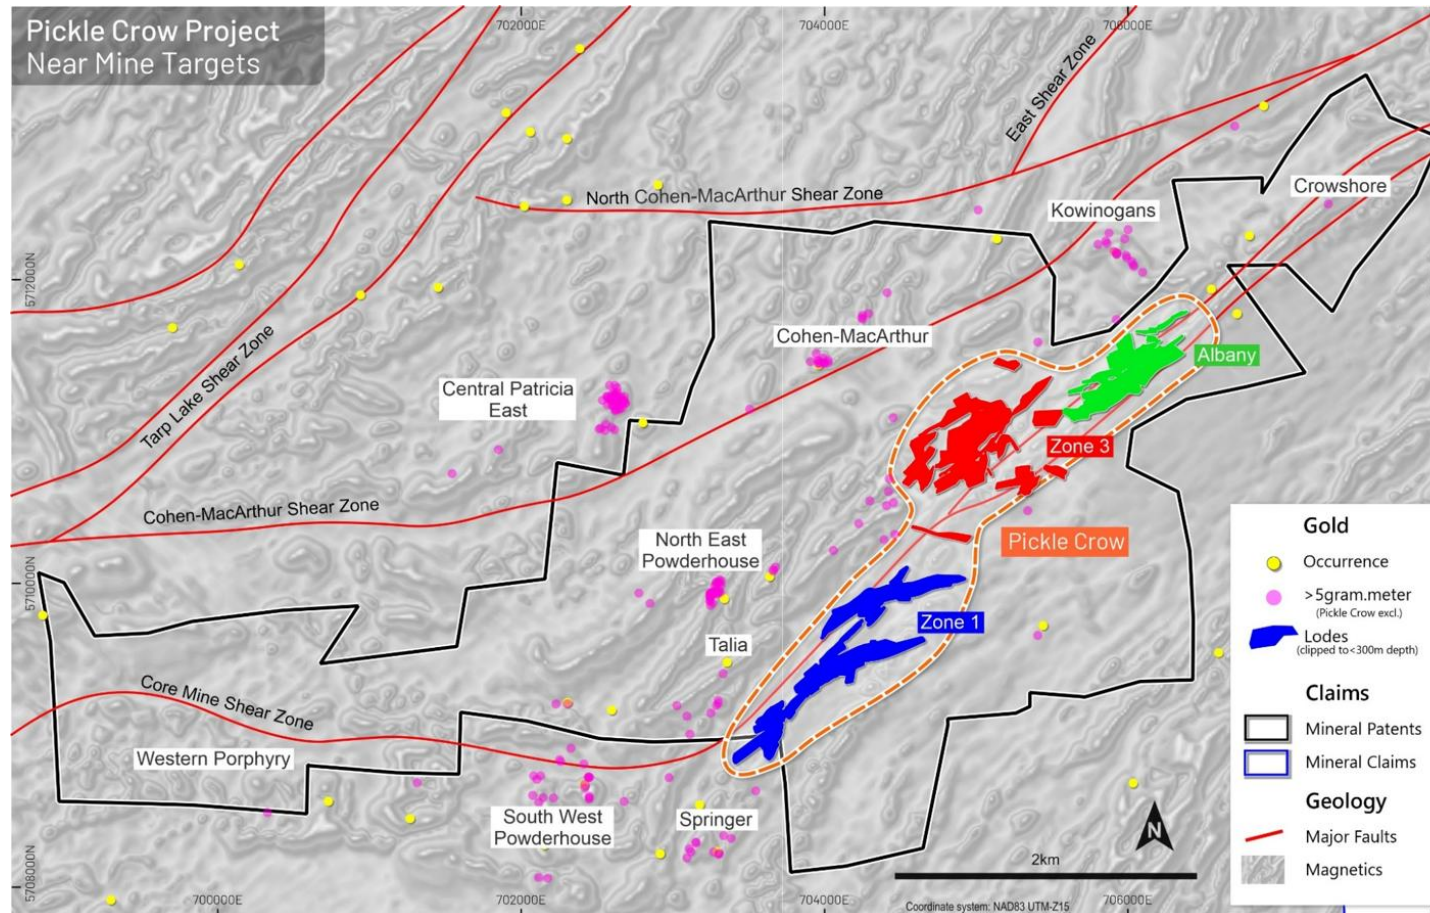 Pickle Crow Project
Near Mine Targets
702000E
704000E
706000E
East Shear Zone
North Cohen-MacArthur Shear Zone
Kowinogans
Crowshore
5712000N
Cohen-MacArthur
Albany
Tarp Lake Shear Zone
Central Patricia
East
Zone 3
Cohen-MacArthur Shear Zone
North East
Powderhouse
Pickle Crow
5710000N
Zone 1
Talia
Core Mine Shear Zone
Western Porphyry
South West
Powderhouse
Springer
Gold
Occurrence
>5gram.meter
(Pickle Crow excl.)
Lodes
(clipped to<300m depth)
Claims
Mineral Patents
Mineral Claims
Geology
Major Faults
Magnetics
N
2km
5708000N
700000E
702000E
704000E
706000E
Coordinate system: NAD83 UTM-Z15